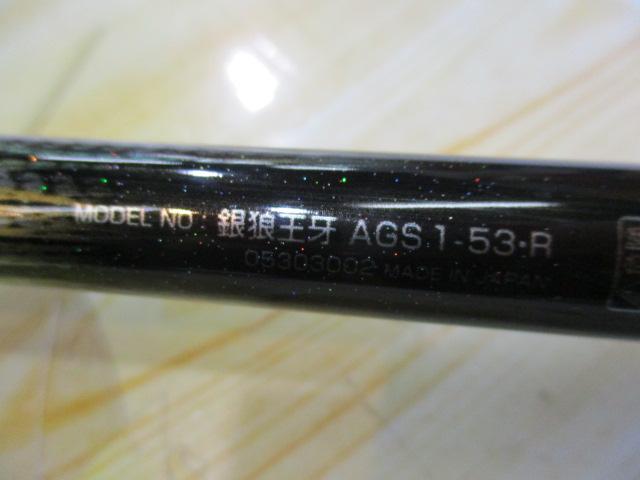 MODEL NO : 銀狼王牙 AGS 1-53・R
05303002 MADE IN JAPAN